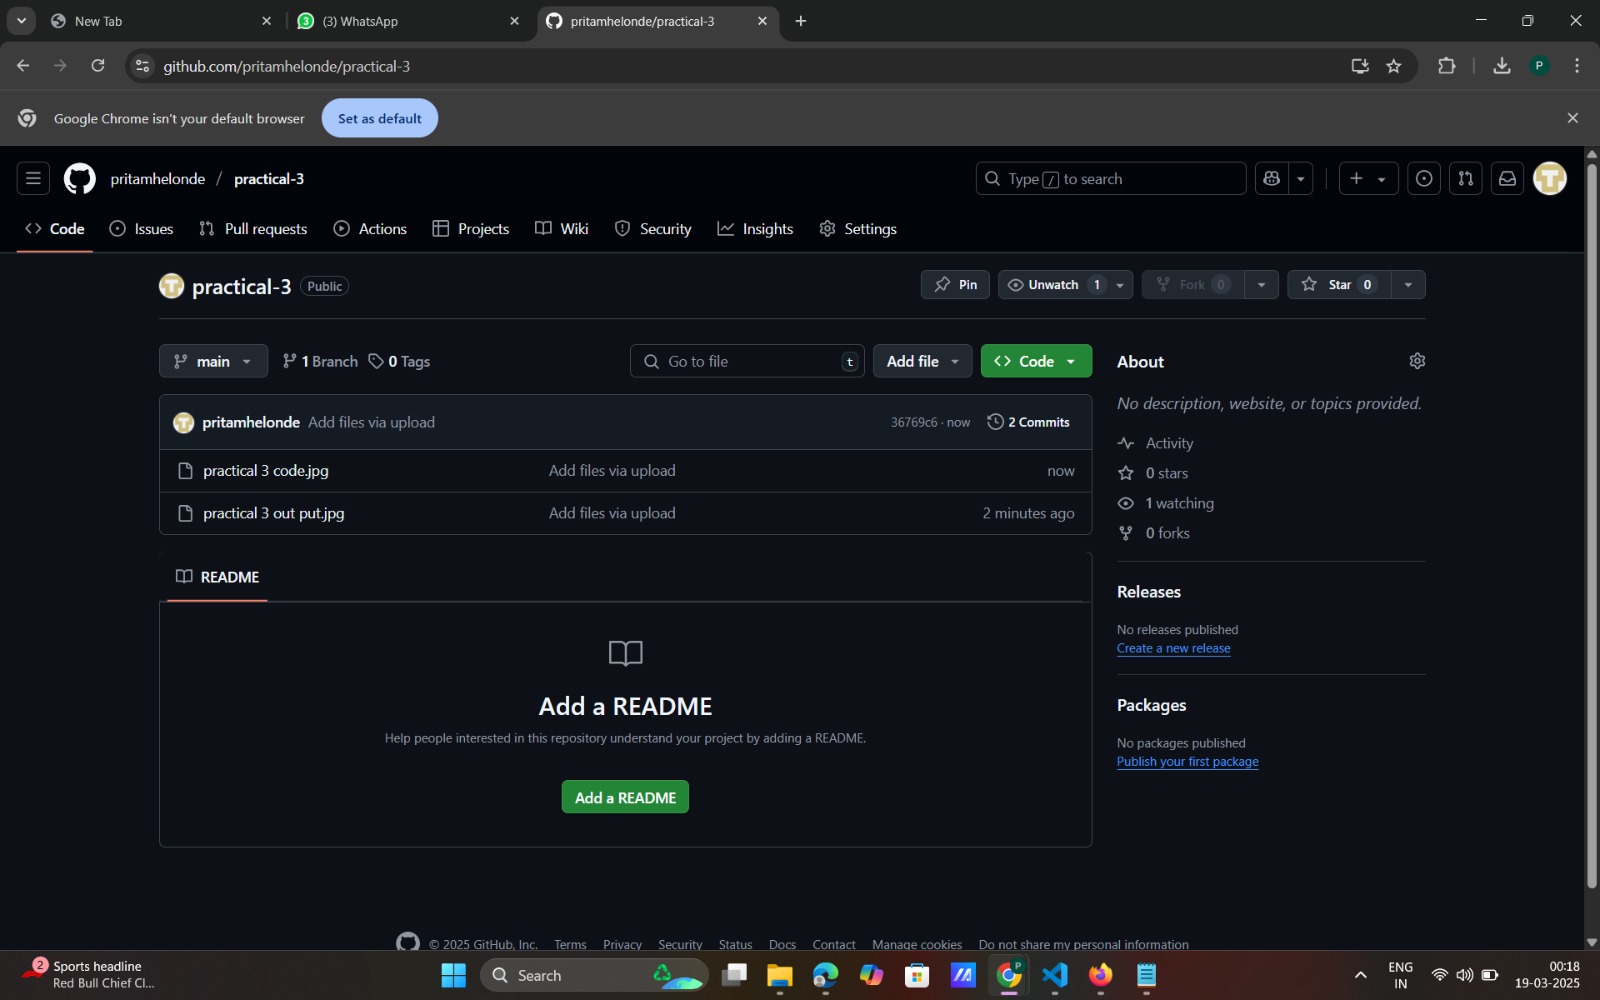 New Tab
(3) WhatsApp
pritamhelonde/practical-3
github.com/pritamhelonde/practical-3
Google Chrome isn't your default browser
Set as default
pritamhelonde / practical-3
Type / to search
Code
Issues
Pull requests
Actions
Projects
Wiki
Security
Insights
Settings
practical-3
Public
Pin
Unwatch 1
Fork 0
Star 0
main
1 Branch
0 Tags
Go to file
t
Add file
Code
About
No description, website, or topics provided.
pritamhelonde Add files via upload
36769c6 · now
2 Commits
practical 3 code.jpg
Add files via upload
now
practical 3 out put.jpg
Add files via upload
2 minutes ago
Activity
0 stars
1 watching
0 forks
README
Add a README
Help people interested in this repository understand your project by adding a README.
Add a README
Releases
No releases published
Create a new release
Packages
No packages published
Publish your first package
© 2025 GitHub, Inc.
Terms
Privacy
Security
Status
Docs
Contact
Manage cookies
Do not share my personal information
2
Sports headline
Red Bull Chief Cl...
Search
ENG
IN
00:18
19-03-2025